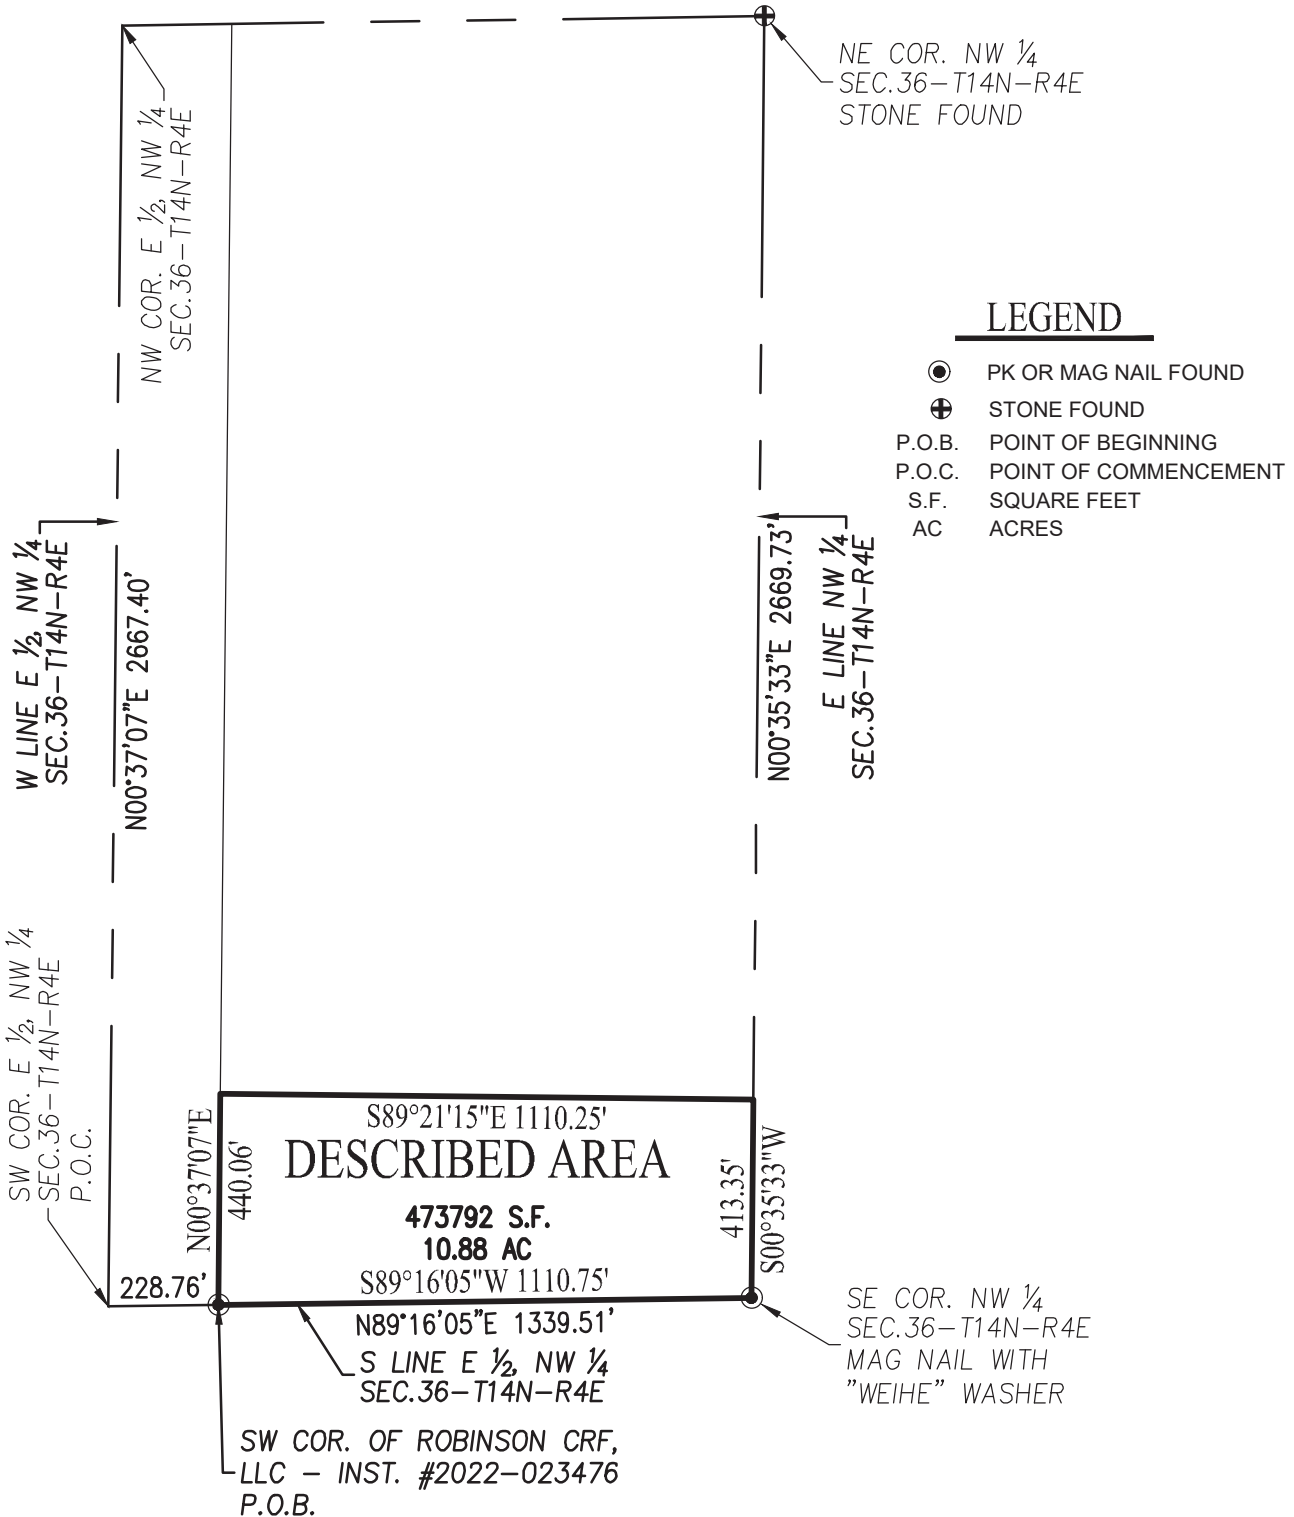 NE COR. NW ¼
SEC.36–T14N–R4E
STONE FOUND
NW COR. E ½, NW ¼
SEC.36–T14N–R4E
LEGEND
PK OR MAG NAIL FOUND
STONE FOUND
P.O.B. POINT OF BEGINNING
P.O.C. POINT OF COMMENCEMENT
S.F. SQUARE FEET
AC ACRES
W LINE E ½, NW ¼
SEC.36–T14N–R4E
N00°37'07"E 2667.40'
N00°35'33"E 2669.73'
E LINE NW ¼
SEC.36–T14N–R4E
SW COR. E ½, NW ¼
SEC.36–T14N–R4E
P.O.C.
S89°21'15"E 1110.25'
DESCRIBED AREA
N00°37'07"E
440.06'
473792 S.F.
10.88 AC
413.35'
S00°35'33"W
S89°16'05"W 1110.75'
228.76'
N89°16'05"E 1339.51'
S LINE E ½, NW ¼
SEC.36–T14N–R4E
SE COR. NW ¼
SEC.36–T14N–R4E
MAG NAIL WITH
"WEIHE" WASHER
SW COR. OF ROBINSON CRF,
LLC – INST. #2022–023476
P.O.B.